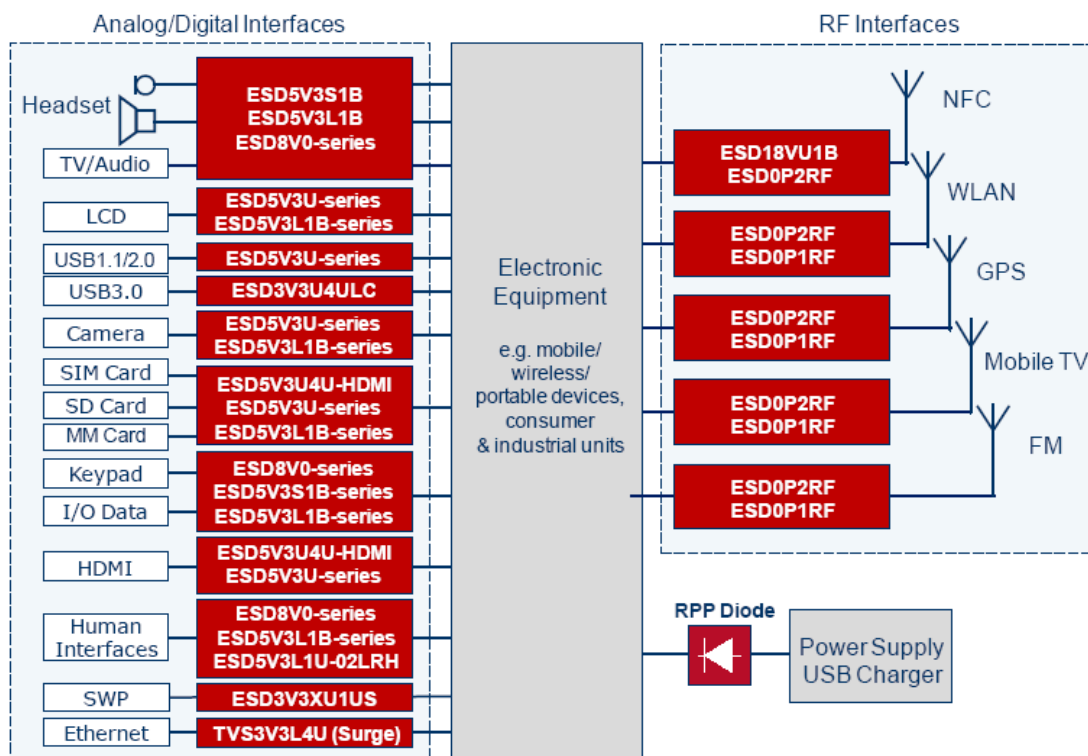 Analog/Digital Interfaces
Headset
TV/Audio
ESD5V3S1B
ESD5V3L1B
ESD8V0-series
LCD
ESD5V3U-series
ESD5V3L1B-series
USB1.1/2.0
ESD5V3U-series
USB3.0
ESD3V3U4ULC
Camera
ESD5V3U-series
ESD5V3L1B-series
SIM Card
SD Card
MM Card
ESD5V3U4U-HDMI
ESD5V3U-series
ESD5V3L1B-series
Keypad
I/O Data
ESD8V0-series
ESD5V3S1B-series
ESD5V3L1B-series
HDMI
ESD5V3U4U-HDMI
ESD5V3U-series
Human
Interfaces
ESD8V0-series
ESD5V3L1B-series
ESD5V3L1U-02LRH
SWP
ESD3V3XU1US
Ethernet
TVS3V3L4U (Surge)
Electronic
Equipment
e.g. mobile/
wireless/
portable devices,
consumer
& industrial units
RF Interfaces
NFC
ESD18VU1B
ESD0P2RF
WLAN
ESD0P2RF
ESD0P1RF
GPS
ESD0P2RF
ESD0P1RF
Mobile TV
ESD0P2RF
ESD0P1RF
FM
ESD0P2RF
ESD0P1RF
RPP Diode
Power Supply
USB Charger